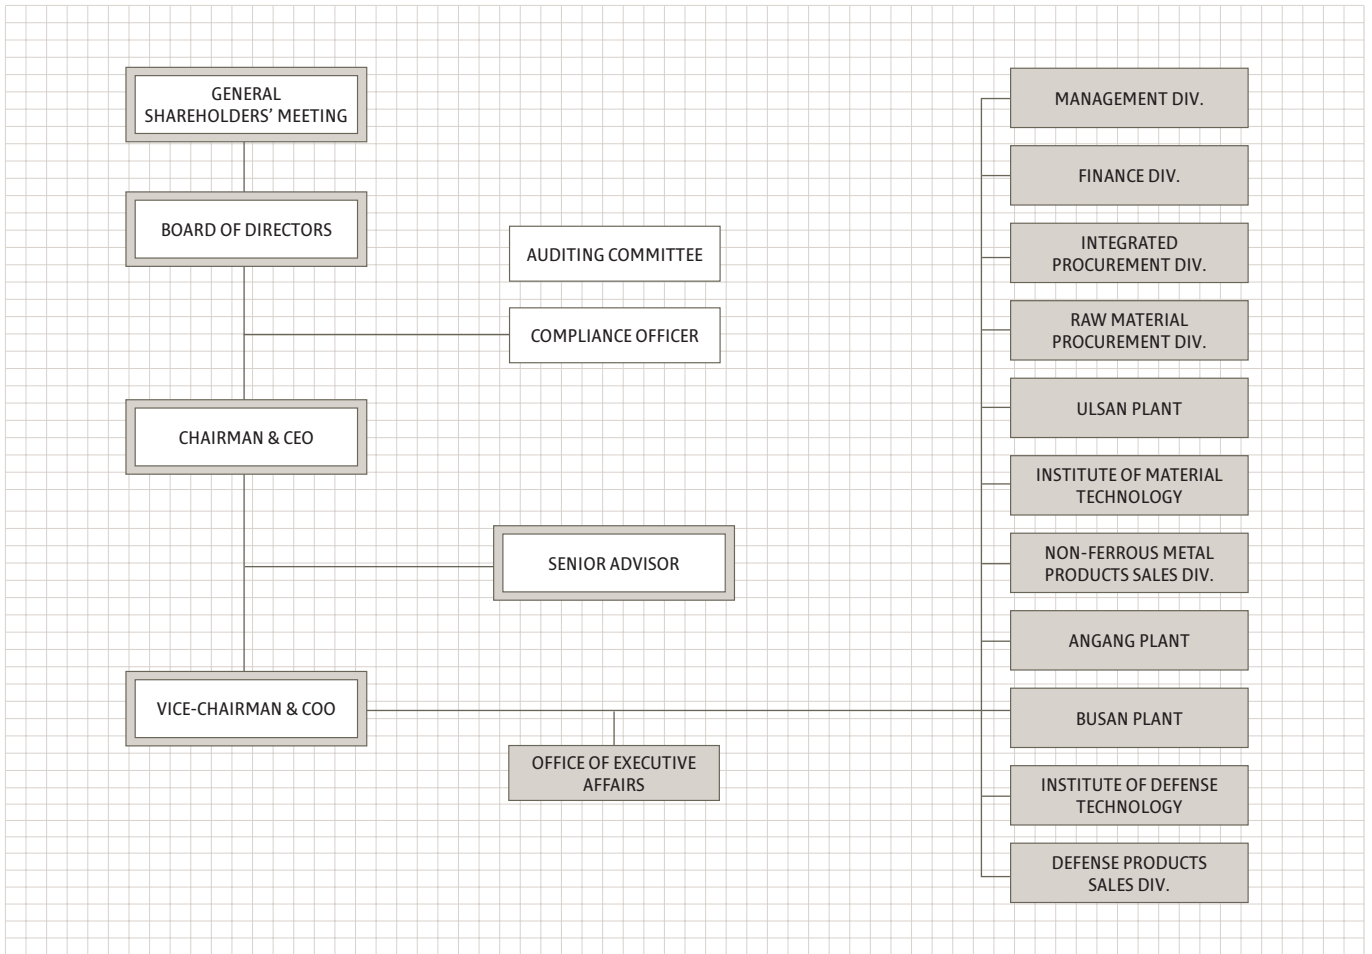 GENERAL
SHAREHOLDERS’ MEETING
BOARD OF DIRECTORS
AUDITING COMMITTEE
COMPLIANCE OFFICER
CHAIRMAN & CEO
SENIOR ADVISOR
VICE-CHAIRMAN & COO
OFFICE OF EXECUTIVE
AFFAIRS
MANAGEMENT DIV.
FINANCE DIV.
INTEGRATED
PROCUREMENT DIV.
RAW MATERIAL
PROCUREMENT DIV.
ULSAN PLANT
INSTITUTE OF MATERIAL
TECHNOLOGY
NON-FERROUS METAL
PRODUCTS SALES DIV.
ANGANG PLANT
BUSAN PLANT
INSTITUTE OF DEFENSE
TECHNOLOGY
DEFENSE PRODUCTS
SALES DIV.